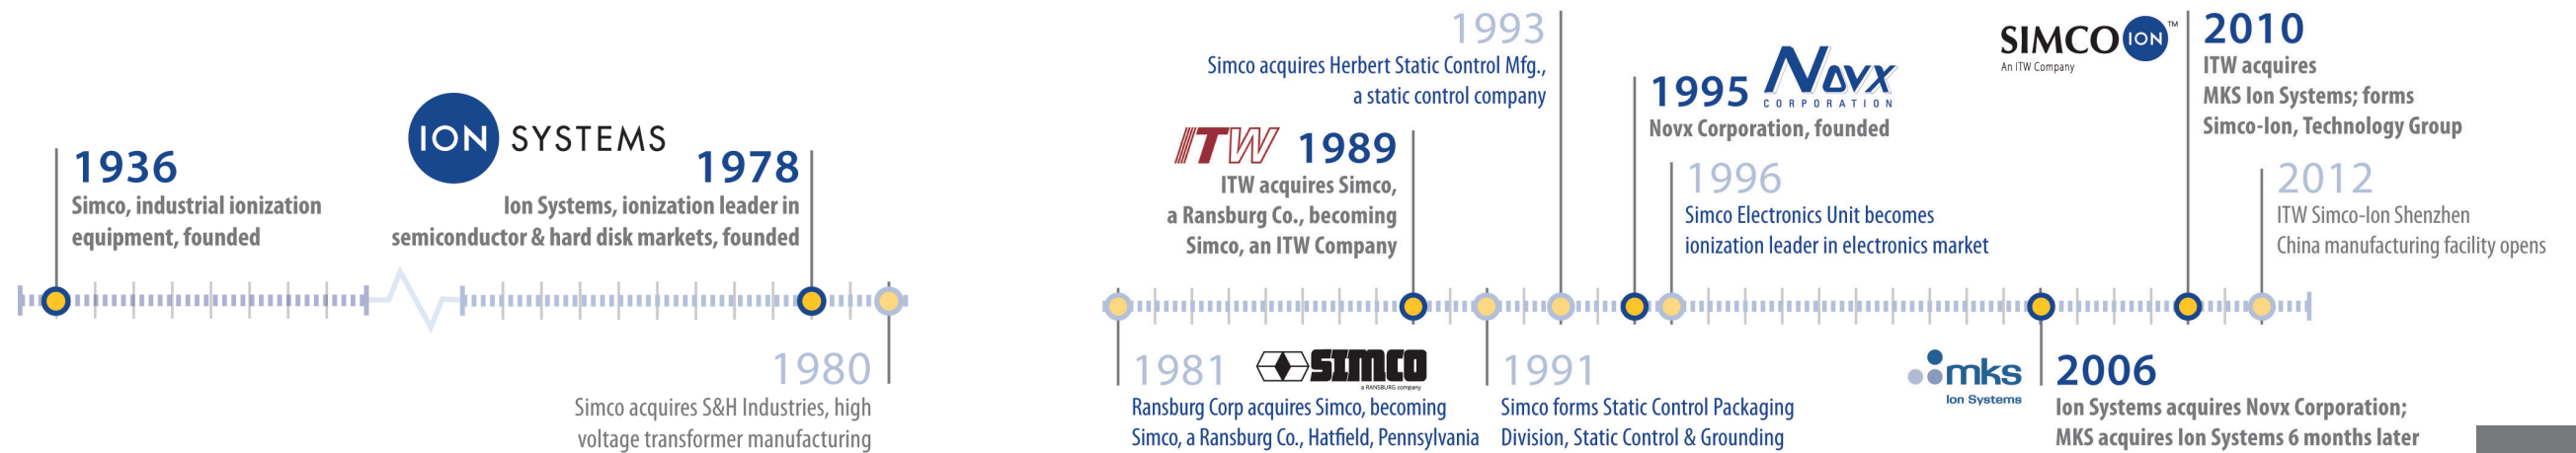 1936
Simco, industrial ionization
equipment, founded
ION SYSTEMS
1978
Ion Systems, ionization leader in
semiconductor & hard disk markets, founded
1980
Simco acquires S&H Industries, high
voltage transformer manufacturing
1981
SIMCO
a RANSBURG company
Ransburg Corp acquires Simco, becoming
Simco, a Ransburg Co., Hatfield, Pennsylvania
ITW
1989
ITW acquires Simco,
a Ransburg Co., becoming
Simco, an ITW Company
1991
Simco forms Static Control Packaging
Division, Static Control & Grounding
1993
Simco acquires Herbert Static Control Mfg.,
a static control company
1995
NOVX
CORPORATION
Novx Corporation, founded
1996
Simco Electronics Unit becomes
ionization leader in electronics market
mks
Ion Systems
2006
Ion Systems acquires Novx Corporation;
MKS acquires Ion Systems 6 months later
SIMCO ION™
An ITW Company
2010
ITW acquires
MKS Ion Systems; forms
Simco-Ion, Technology Group
2012
ITW Simco-Ion Shenzhen
China manufacturing facility opens